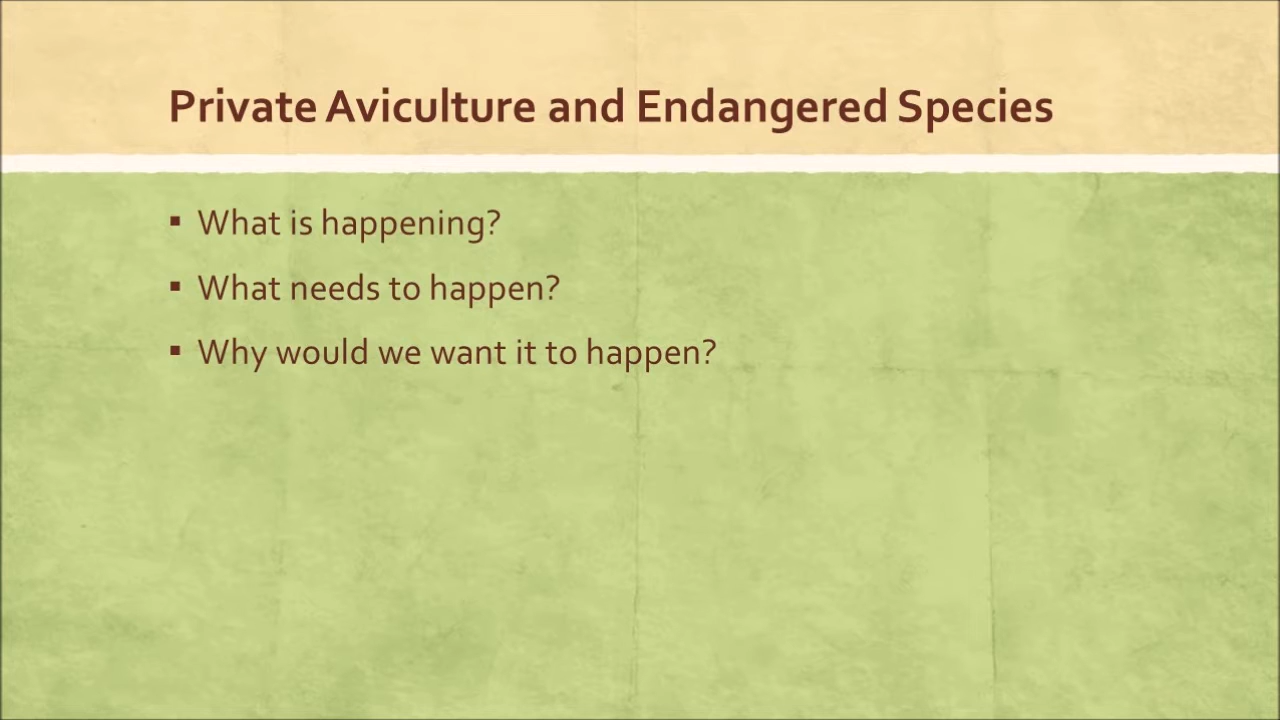 Private Aviculture and Endangered Species
▪ What is happening?
▪ What needs to happen?
▪ Why would we want it to happen?